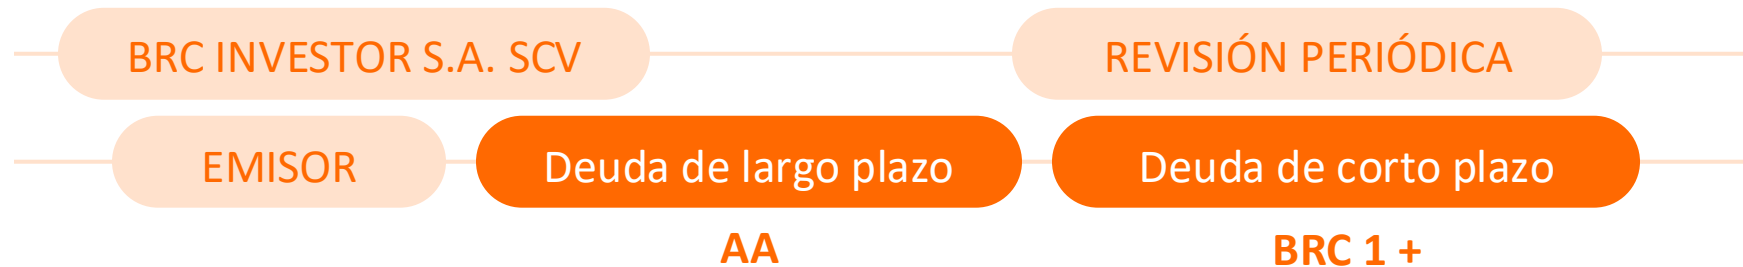 BRC INVESTOR S.A. SCV
REVISIÓN PERIÓDICA
EMISOR
Deuda de largo plazo
Deuda de corto plazo
AA
BRC 1 +